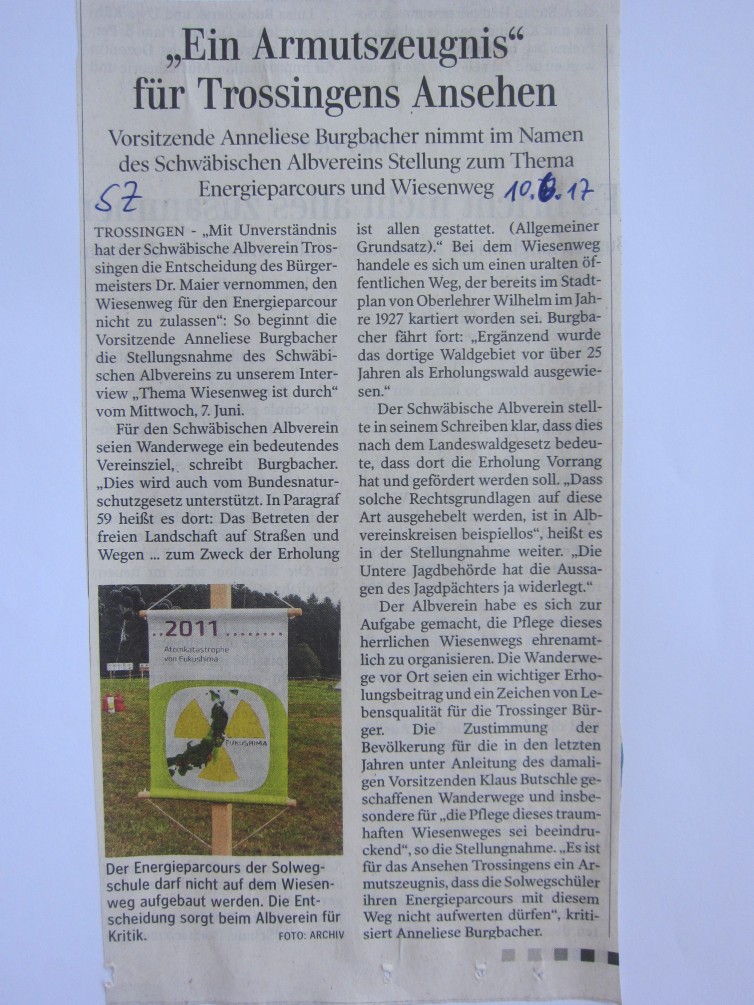 „Ein Armutszeugnis“
für Trossingens Ansehen
Vorsitzende Anneliese Burgbacher nimmt im Namen
des Schwäbischen Albvereins Stellung zum Thema
Energieparcours und Wiesenweg
SZ
10.6.17
TROSSINGEN - „Mit Unverständnis
hat der Schwäbische Albverein Tros-
singen die Entscheidung des Bürger-
meisters Dr. Maier vernommen, den
Wiesenweg für den Energieparcour
nicht zu zulassen“: So beginnt die
Vorsitzende Anneliese Burgbacher
die Stellungsnahme des Schwäbi-
schen Albvereins zu unserem Inter-
view „Thema Wiesenweg ist durch“
vom Mittwoch, 7. Juni.
Für den Schwäbischen Albverein
seien Wanderwege ein bedeutendes
Vereinsziel, schreibt Burgbacher.
„Dies wird auch vom Bundesnatur-
schutzgesetz unterstützt. In Paragraf
59 heißt es dort: Das Betreten der
freien Landschaft auf Straßen und
Wegen ... zum Zweck der Erholung
..2011........
Atomkatastrophe
von Fukushima
FUKUSHIMA
Der Energieparcours der Solweg-
schule darf nicht auf dem Wiesen-
weg aufgebaut werden. Die Ent-
scheidung sorgt beim Albverein für
Kritik. FOTO: ARCHIV
ist allen gestattet. (Allgemeiner
Grundsatz).“ Bei dem Wiesenweg
handele es sich um einen uralten öf-
fentlichen Weg, der bereits im Stadt-
plan von Oberlehrer Wilhelm im Jah-
re 1927 kartiert worden sei. Burgba-
cher fährt fort: „Ergänzend wurde
das dortige Waldgebiet vor über 25
Jahren als Erholungswald ausgewie-
sen.“
Der Schwäbische Albverein stell-
te in seinem Schreiben klar, dass dies
nach dem Landeswaldgesetz bedeu-
te, dass dort die Erholung Vorrang
hat und gefördert werden soll. „Dass
solche Rechtsgrundlagen auf diese
Art ausgehebelt werden, ist in Alb-
vereinskreisen beispiellos“, heißt es
in der Stellungnahme weiter. „Die
Untere Jagdbehörde hat die Aussa-
gen des Jagdpächters ja widerlegt.“
Der Albverein habe es sich zur
Aufgabe gemacht, die Pflege dieses
herrlichen Wiesenwegs ehrenamt-
lich zu organisieren. Die Wanderwe-
ge vor Ort seien ein wichtiger Erho-
lungsbeitrag und ein Zeichen von Le-
bensqualität für die Trossinger Bür-
ger. Die Zustimmung der
Bevölkerung für die in den letzten
Jahren unter Anleitung des damali-
gen Vorsitzenden Klaus Butschle ge-
schaffenen Wanderwege und insbe-
sondere für „die Pflege dieses traum-
haften Wiesenweges sei beeindru-
ckend“, so die Stellungnahme. „Es ist
für das Ansehen Trossingens ein Ar-
mutszeugnis, dass die Solwegschüler
ihren Energieparcours mit diesem
Weg nicht aufwerten dürfen“, kriti-
siert Anneliese Burgbacher.